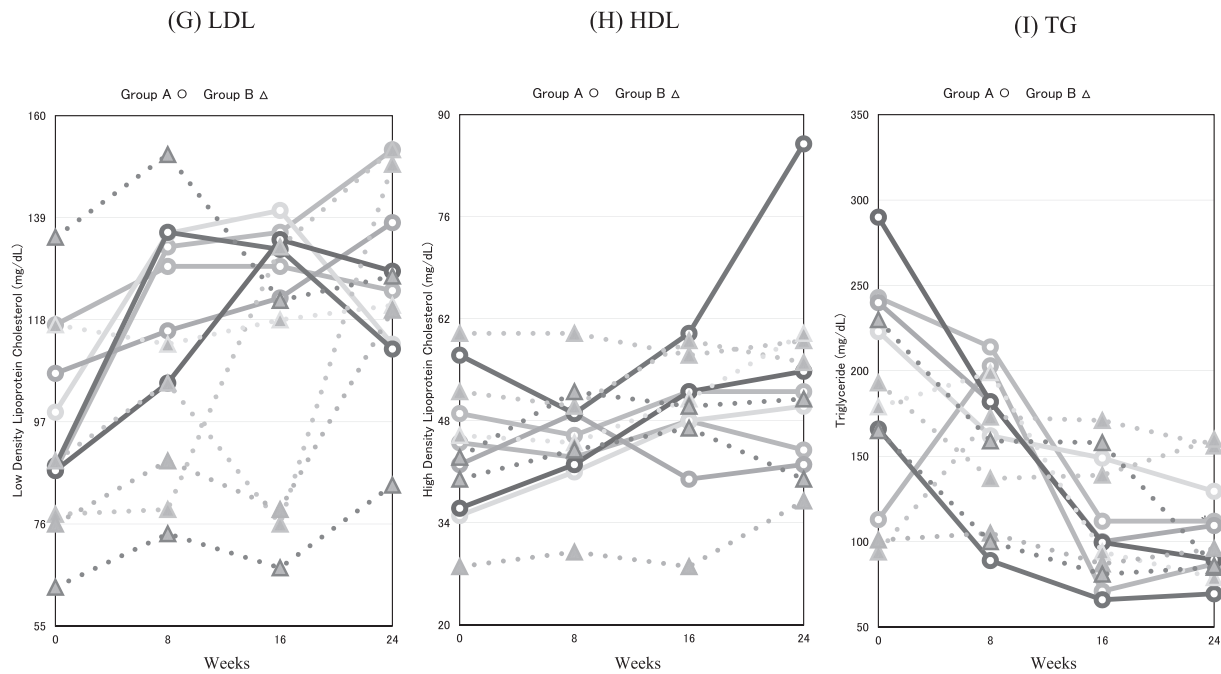 (G) LDL
(H) HDL
(I) TG
Group A Group B
Group A Group B
Group A Group B
Low Density Lipoprotein Cholesterol (mg/dL)
160
139
118
97
76
55
0 8 16 24
Weeks
High Density Lipoprotein Cholesterol (mg/dL)
90
76
62
48
34
20
0 8 16 24
Weeks
Triglyceride (mg/dL)
350
300
250
200
150
100
50
0 8 16 24
Weeks